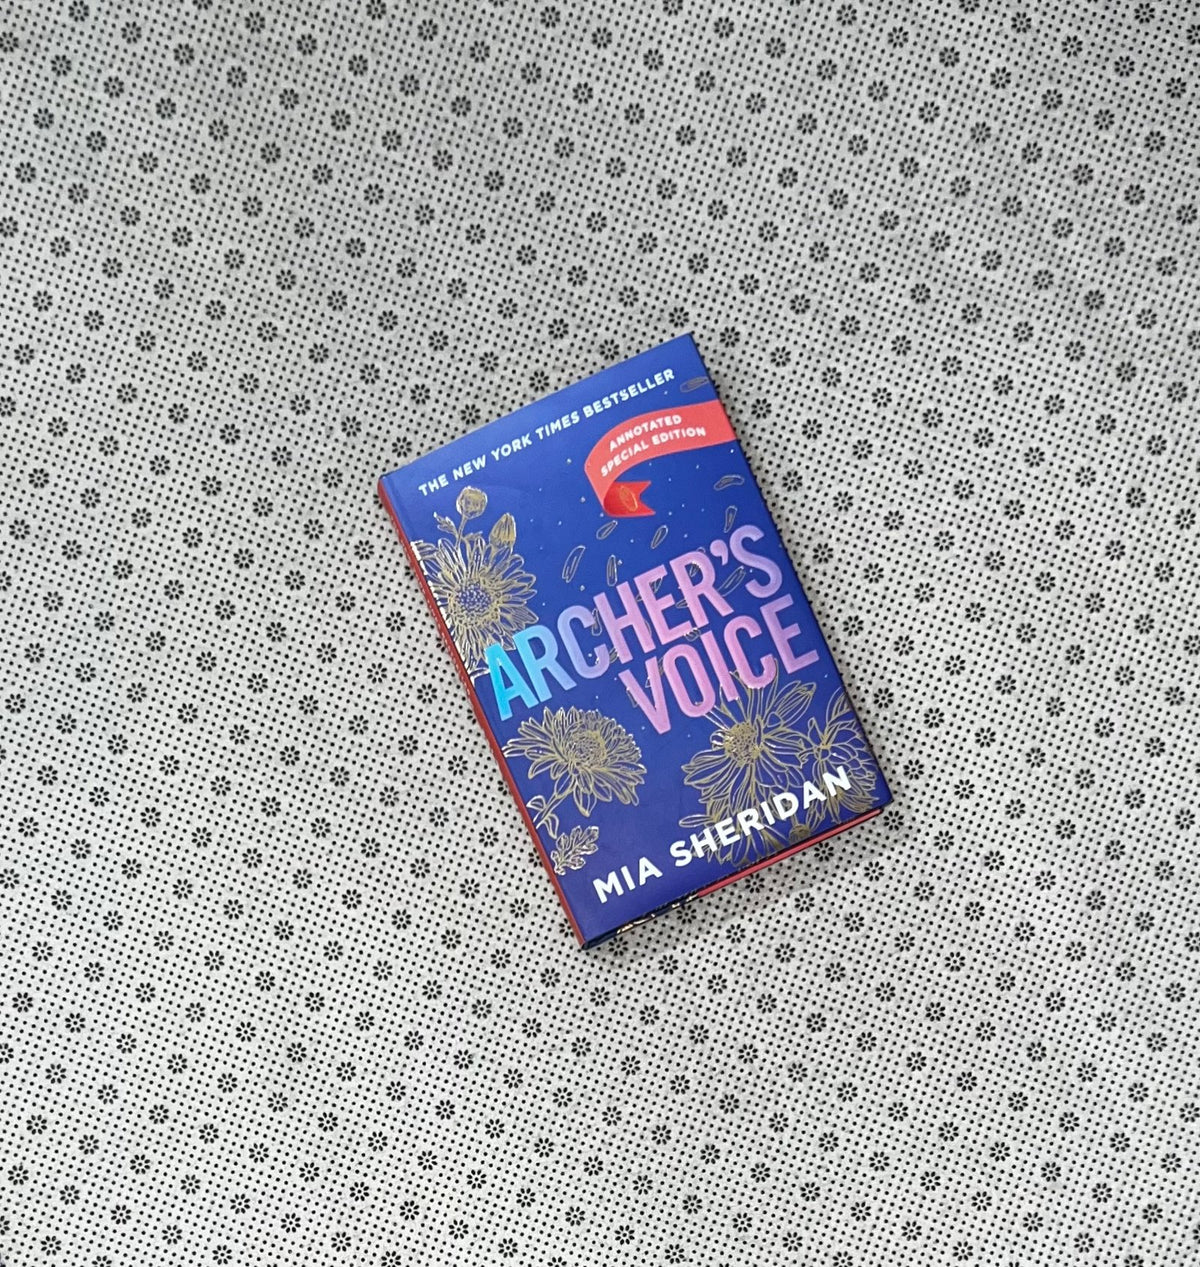 THE NEW YORK TIMES BESTSELLER
ANNOTATED
SPECIAL EDITION
ARCHER'S
VOICE
MIA SHERIDAN